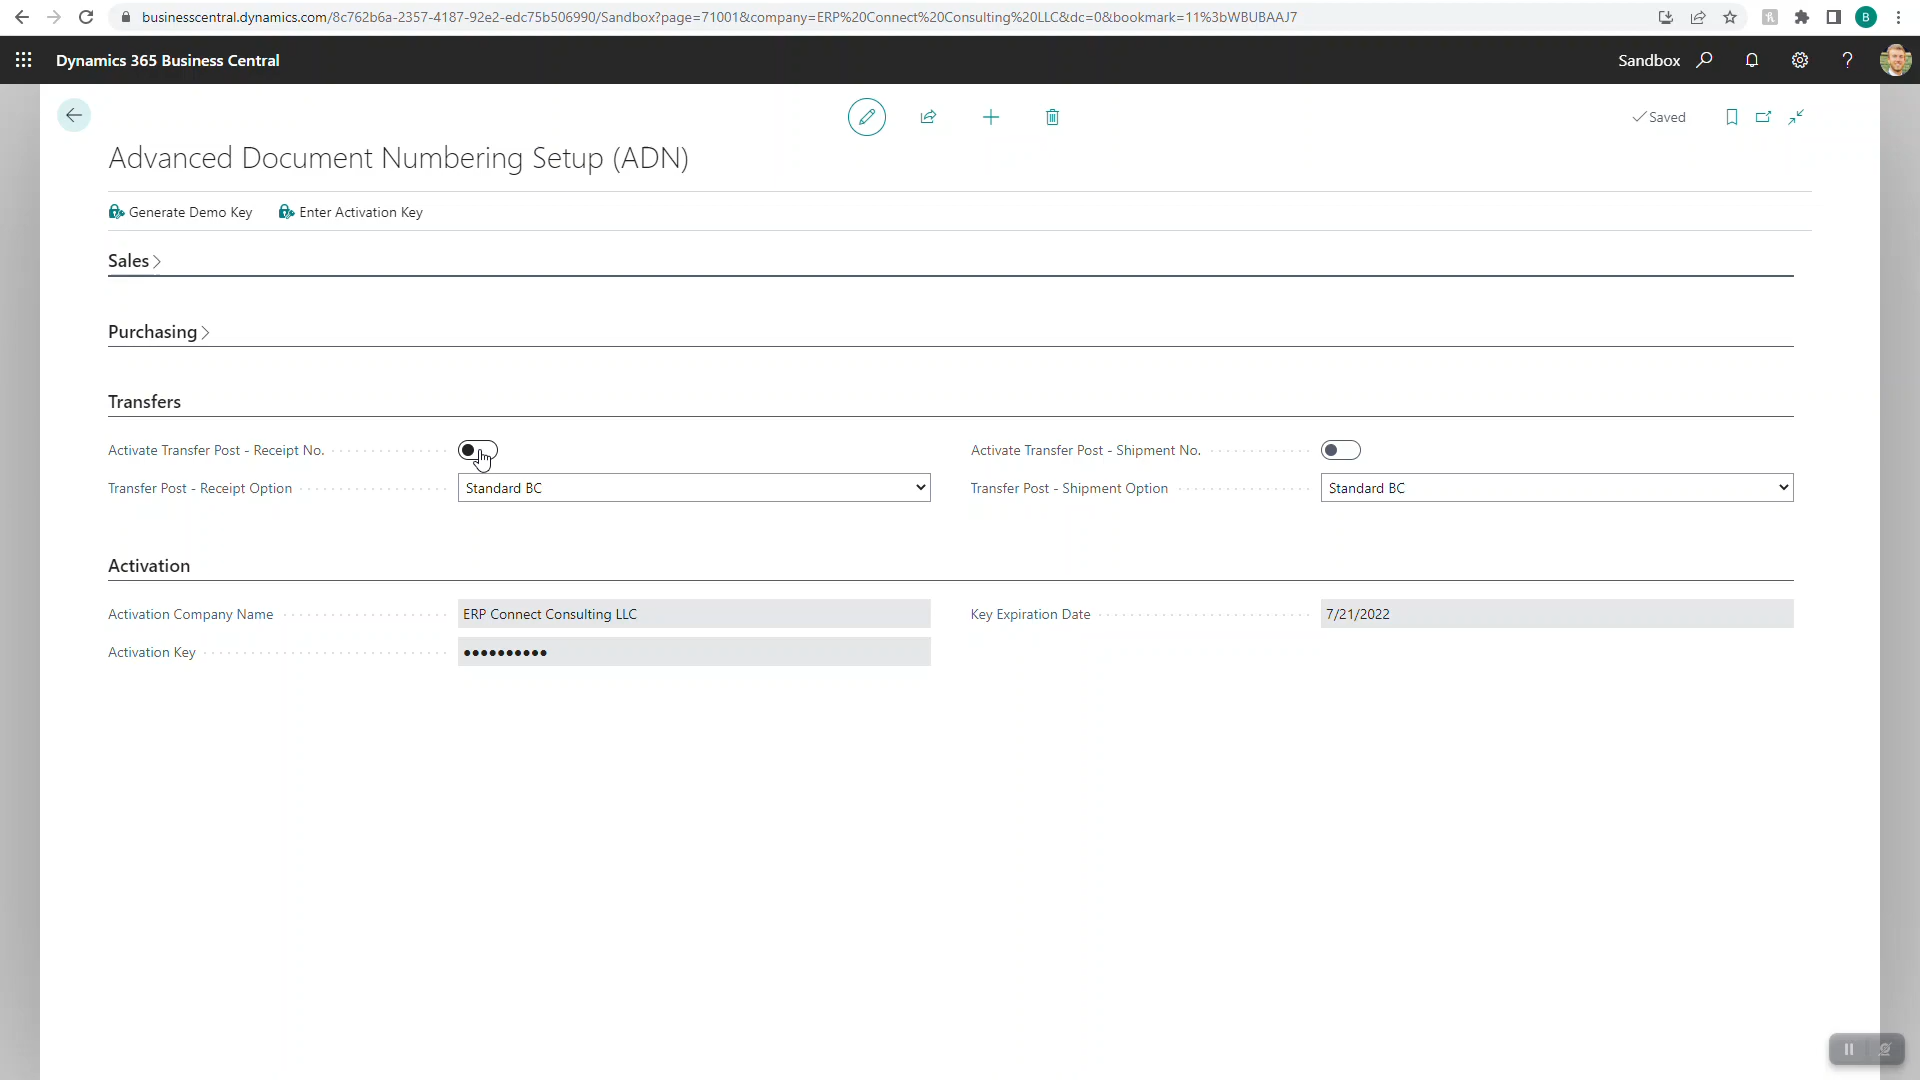 businesscentral.dynamics.com/8c762b6a-2357-4187-92e2-edc75b506990/Sandbox?page=71001&company=ERP%20Connect%20Consulting%20LLC&dc=0&bookmark=11%3bWBUBAAJ7
B
Dynamics 365 Business Central
Sandbox
?
Saved
Advanced Document Numbering Setup (ADN)
Generate Demo Key
Enter Activation Key
Sales
Purchasing
Transfers
Activate Transfer Post - Receipt No.
Activate Transfer Post - Shipment No.
Transfer Post - Receipt Option
Standard BC
Transfer Post - Shipment Option
Standard BC
Activation
Activation Company Name
ERP Connect Consulting LLC
Key Expiration Date
7/21/2022
Activation Key
••••••••••